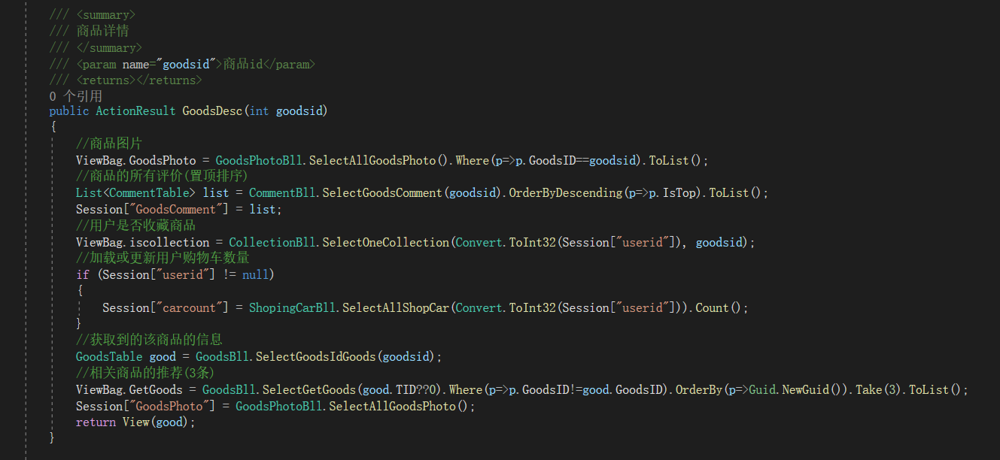 /// <summary>
/// 商品详情
/// </summary>
/// <param name="goodsid">商品id</param>
/// <returns></returns>
0 个引用
public ActionResult GoodsDesc(int goodsid)
{
//商品图片
ViewBag.GoodsPhoto = GoodsPhotoBll.SelectAllGoodsPhoto().Where(p=>p.GoodsID==goodsid).ToList();
//商品的所有评价(置顶排序)
List<CommentTable> list = CommentBll.SelectGoodsComment(goodsid).OrderByDescending(p=>p.IsTop).ToList();
Session["GoodsComment"] = list;
//用户是否收藏商品
ViewBag.iscollection = CollectionBll.SelectOneCollection(Convert.ToInt32(Session["userid"]), goodsid);
//加载或更新用户购物车数量
if (Session["userid"] != null)
{
Session["carcount"] = ShopingCarBll.SelectAllShopCar(Convert.ToInt32(Session["userid"])).Count();
}
//获取到的该商品的信息
GoodsTable good = GoodsBll.SelectGoodsIdGoods(goodsid);
//相关商品的推荐(3条)
ViewBag.GetGoods = GoodsBll.SelectGetGoods(good.TID??0).Where(p=>p.GoodsID!=good.GoodsID).OrderBy(p=>Guid.NewGuid()).Take(3).ToList();
Session["GoodsPhoto"] = GoodsPhotoBll.SelectAllGoodsPhoto();
return View(good);
}